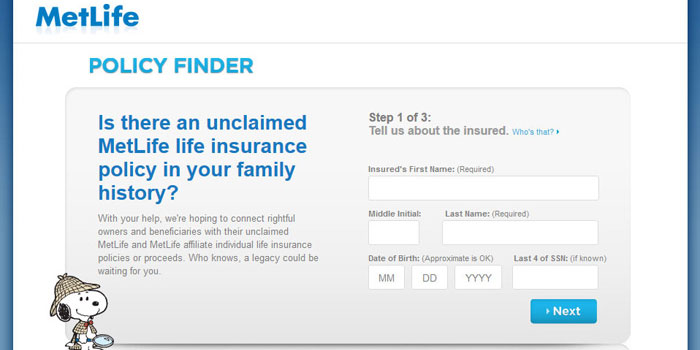 MetLife
POLICY FINDER
Is there an unclaimed
MetLife life insurance
policy in your family
history?
With your help, we're hoping to connect rightful
owners and beneficiaries with their unclaimed
MetLife and MetLife affiliate individual life insurance
policies or proceeds. Who knows, a legacy could be
waiting for you.
Step 1 of 3:
Tell us about the insured. Who's that?
Insured's First Name: (Required)
Middle Initial: Last Name: (Required)
Date of Birth: (Approximate is OK) Last 4 of SSN: (if known)
MM DD YYYY
Next